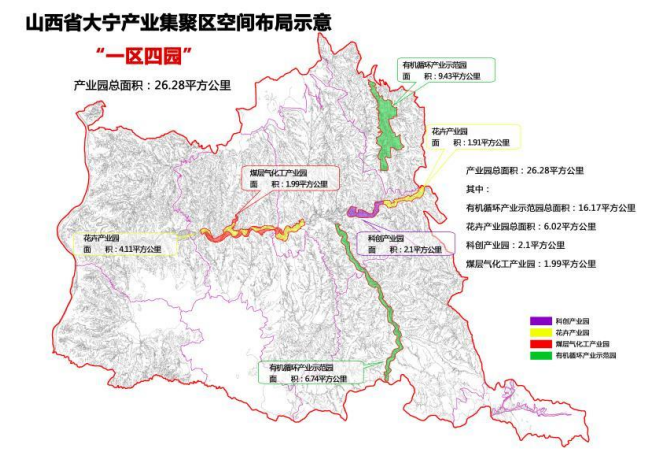 山西省大宁产业集聚区空间布局示意
“一区四园”
产业园总面积：26.28平方公里
有机循环产业示范园
面 积：9.43平方公里
花卉产业园
面 积：1.91平方公里
煤层气化工产业园
面 积：1.99平方公里
产业园总面积：26.28平方公里
其中：
有机循环产业示范园总面积：16.17平方公里
花卉产业园总面积：6.02平方公里
科创产业园：2.1平方公里
煤层气化工产业园：1.99平方公里
花卉产业园
面 积：4.11平方公里
科创产业园
面 积：2.1平方公里
有机循环产业示范园
面 积：6.74平方公里
科创产业园
花卉产业园
煤层气化工产业园
有机循环产业示范园